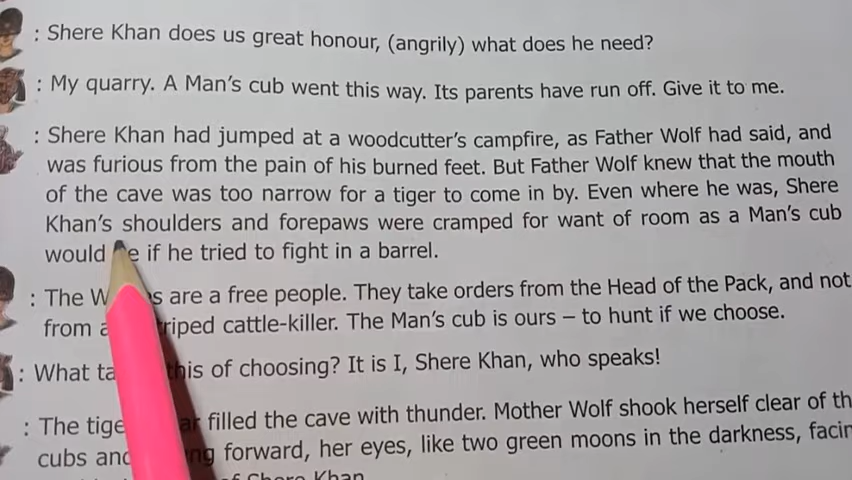 : Shere Khan does us great honour, (angrily) what does he need?
: My quarry. A Man's cub went this way. Its parents have run off. Give it to me.
: Shere Khan had jumped at a woodcutter's campfire, as Father Wolf had said, and
was furious from the pain of his burned feet. But Father Wolf knew that the mouth
of the cave was too narrow for a tiger to come in by. Even where he was, Shere
Khan's shoulders and forepaws were cramped for want of room as a Man's cub
would if he tried to fight in a barrel.
: The are a free people. They take orders from the Head of the Pack, and not
from cattle-killer. The Man's cub is ours – to hunt if we choose.
: What this of choosing? It is I, Shere Khan, who speaks!
: The filled the cave with thunder. Mother Wolf shook herself clear of
cubs forward, her eyes, like two green moons in the darkness,
of Shere Khan